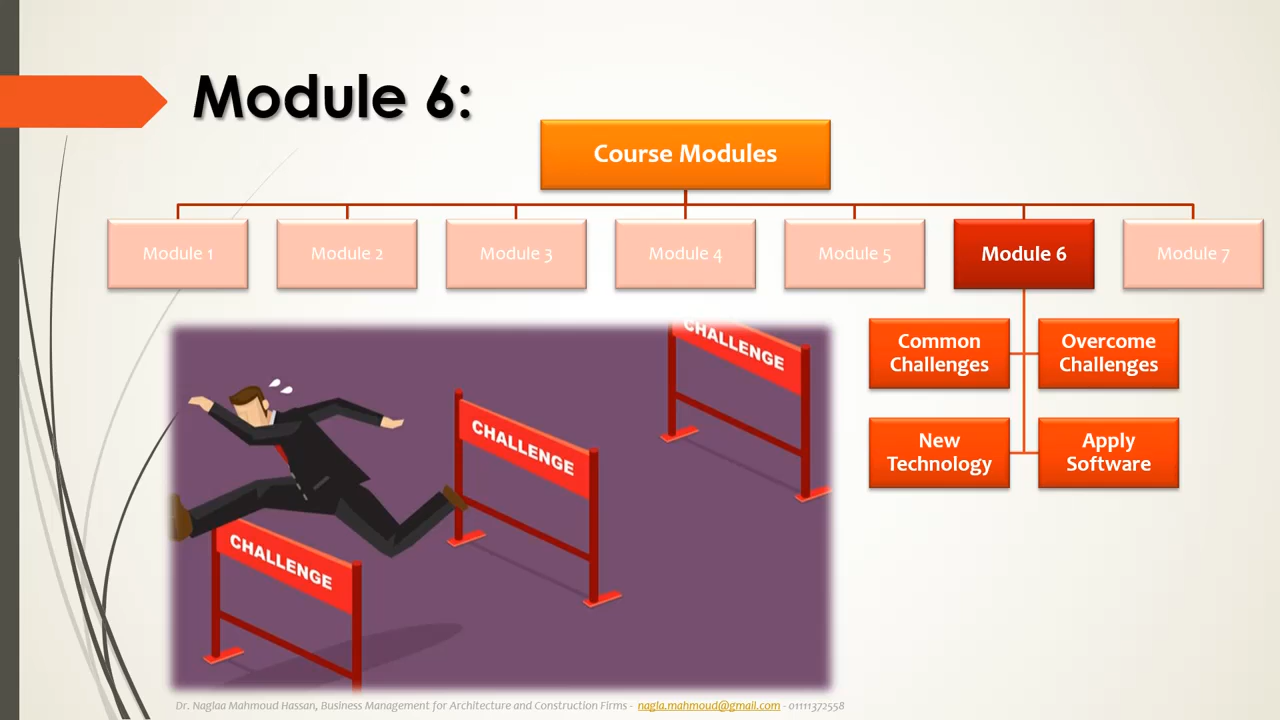 Module 6:
Course Modules
Module 1
Module 2
Module 3
Module 4
Module 5
Module 6
Module 7
Common
Challenges
Overcome
Challenges
New
Technology
Apply
Software
CHALLENGE
CHALLENGE
CHALLENGE
Dr. Naglaa Mahmoud Hassan, Business Management for Architecture and Construction Firms - nagla.mahmoud@gmail.com - 01111372558